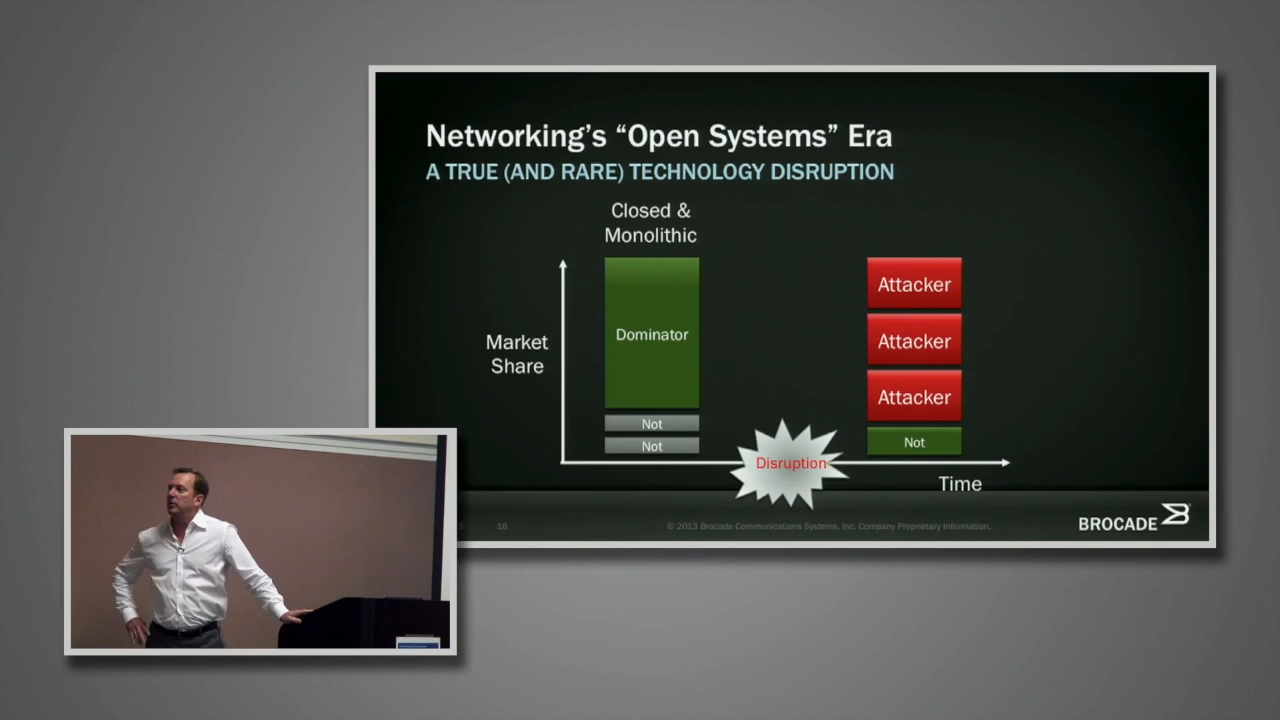 Networking's “Open Systems” Era
A TRUE (AND RARE) TECHNOLOGY DISRUPTION
Closed &
Monolithic
Market
Share
Dominator
Not
Not
Disruption
Attacker
Attacker
Attacker
Not
Time
16
© 2013 Brocade Communications Systems, Inc. Company Proprietary Information.
BROCADE